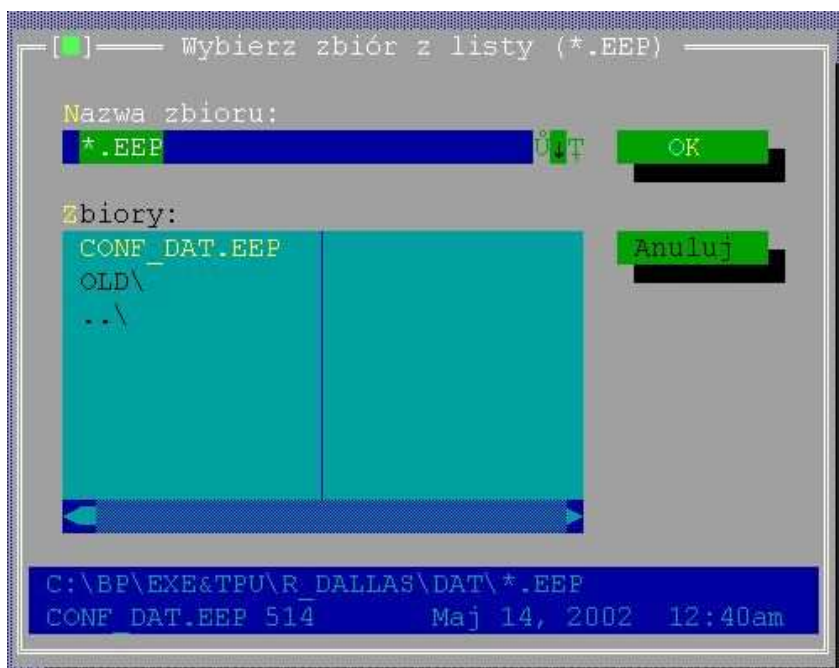 [■] Wybierz zbiór z listy (*.EEP)
Nazwa zbioru:
*.EEP Ů↓Ţ OK
Zbiory:
CONF_DAT.EEP Anuluj
OLD\
..\
C:\BP\EXE&TPU\R_DALLAS\DAT\*.EEP
CONF_DAT.EEP 514 Maj 14, 2002 12:40am